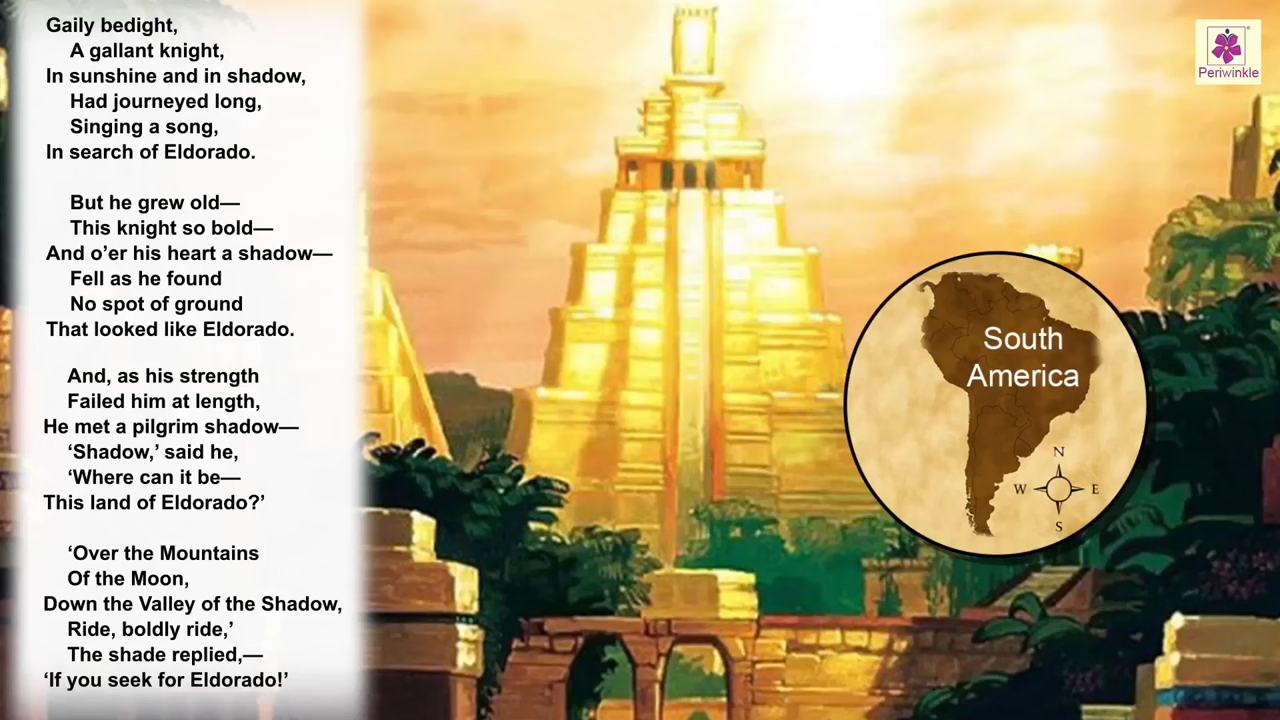 Gaily bedight,
A gallant knight,
In sunshine and in shadow,
Had journeyed long,
Singing a song,
In search of Eldorado.
But he grew old—
This knight so bold—
And o’er his heart a shadow—
Fell as he found
No spot of ground
That looked like Eldorado.
And, as his strength
Failed him at length,
He met a pilgrim shadow—
‘Shadow,’ said he,
‘Where can it be—
This land of Eldorado?’
‘Over the Mountains
Of the Moon,
Down the Valley of the Shadow,
Ride, boldly ride,’
The shade replied,—
‘If you seek for Eldorado!’
Periwinkle
South
America
N
W E
S